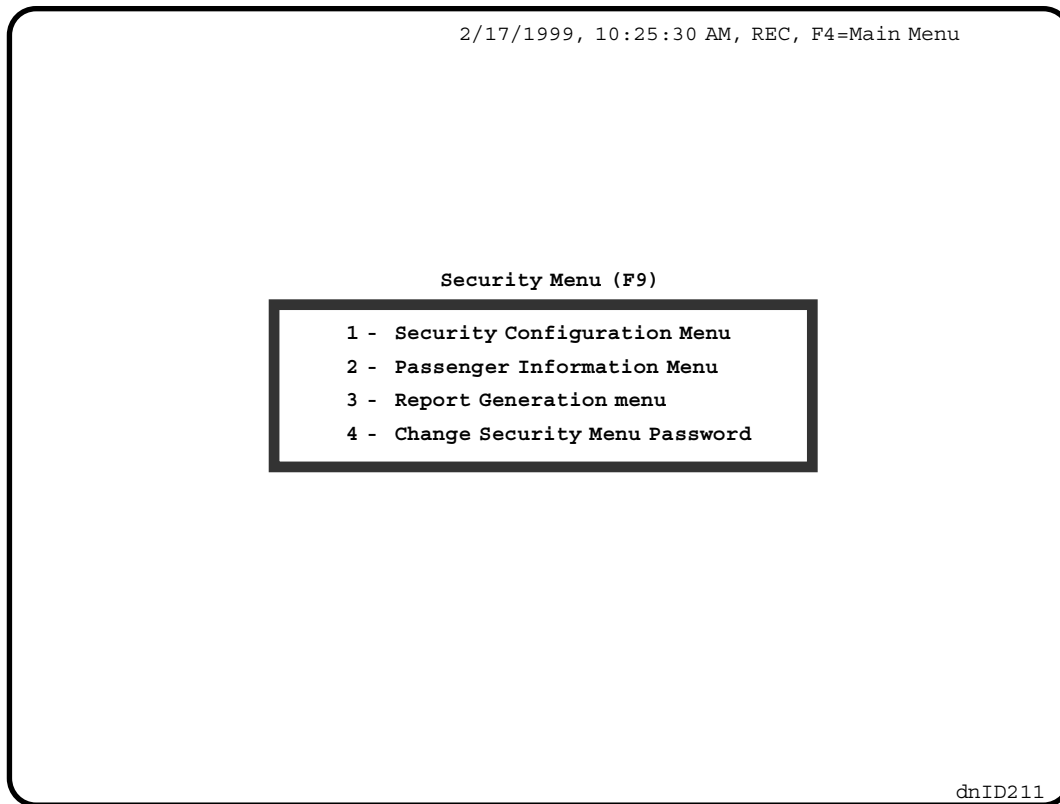 2/17/1999, 10:25:30 AM, REC, F4=Main Menu
Security Menu (F9)
1 - Security Configuration Menu
2 - Passenger Information Menu
3 - Report Generation menu
4 - Change Security Menu Password
dnID211